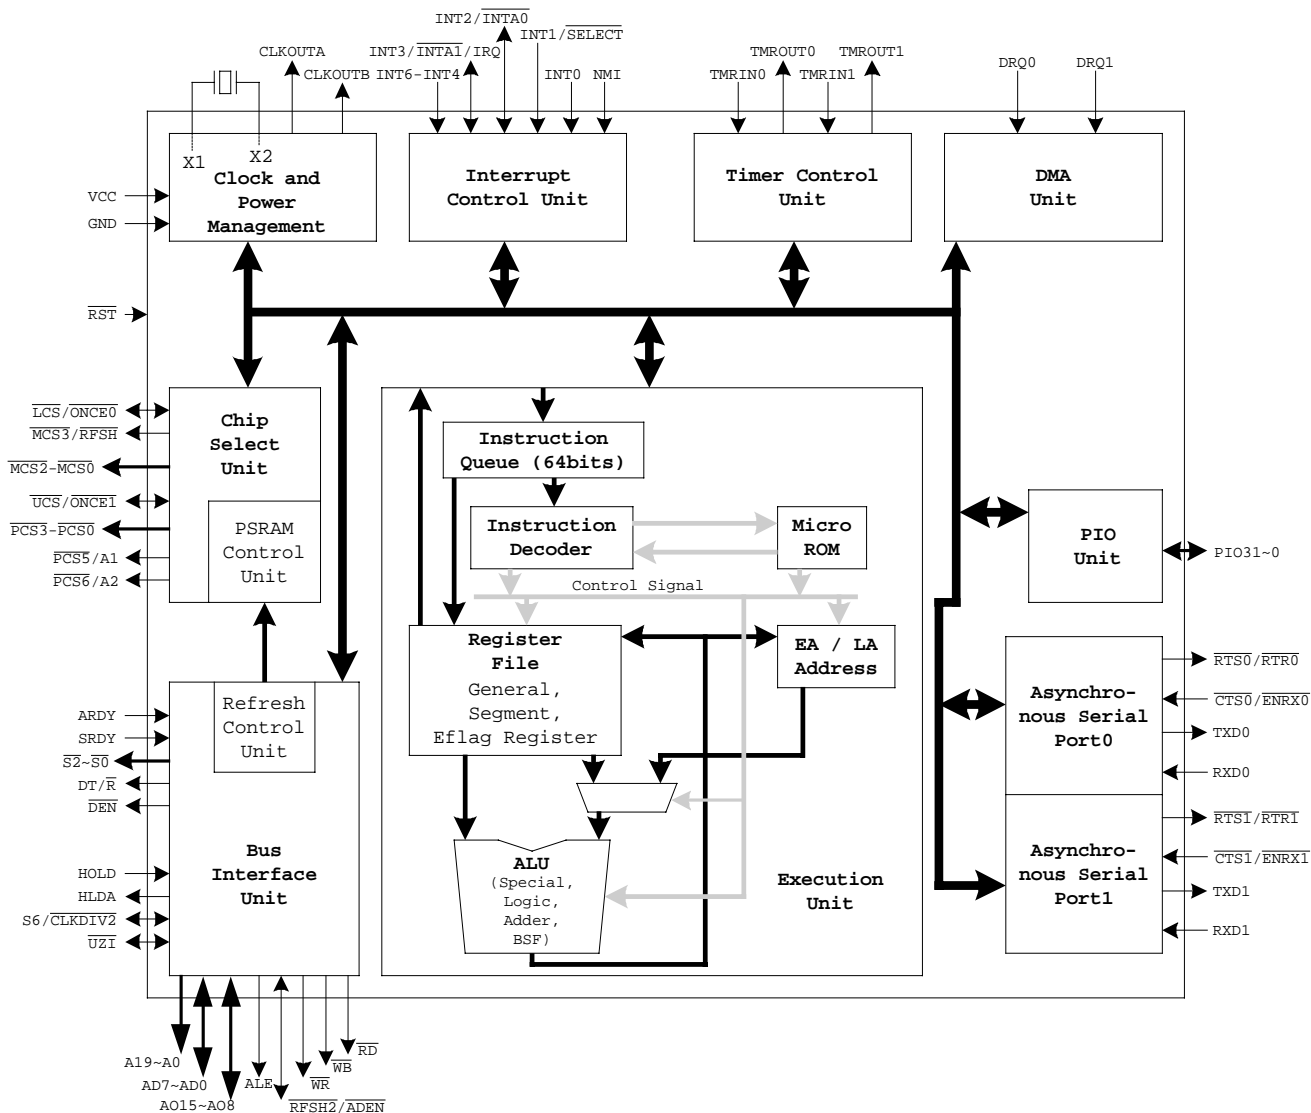 INT2/INTA0
CLKOUTA
INT3/INTA1/IRQ
INT1/SELECT
TMROUT0
TMROUT1
CLKOUTB
INT6-INT4
INT0
NMI
TMRIN0
TMRIN1
DRQ0
DRQ1
X1
X2
Clock and
Power
Management
Interrupt
Control Unit
Timer Control
Unit
DMA
Unit
VCC
GND
RST
LCS/ONCE0
MCS3/RFSH
MCS2-MCS0
UCS/ONCE1
PCS3-PCS0
PCS5/A1
PCS6/A2
Chip
Select
Unit
PSRAM
Control
Unit
Instruction
Queue (64bits)
Instruction
Decoder
Micro
ROM
Control Signal
Register
File
General,
Segment,
Eflag Register
EA / LA
Address
ALU
(Special,
Logic,
Adder,
BSF)
Execution
Unit
PIO
Unit
PIO31~0
Asynchro-
nous Serial
Port0
RTS0/RTR0
CTS0/ENRX0
TXD0
RXD0
Asynchro-
nous Serial
Port1
RTS1/RTR1
CTS1/ENRX1
TXD1
RXD1
Refresh
Control
Unit
Bus
Interface
Unit
ARDY
SRDY
S2~S0
DT/R
DEN
HOLD
HLDA
S6/CLKDIV2
UZI
A19~A0
AD7~AD0
AO15~AO8
ALE
RFSH2/ADEN
WR
WB
RD